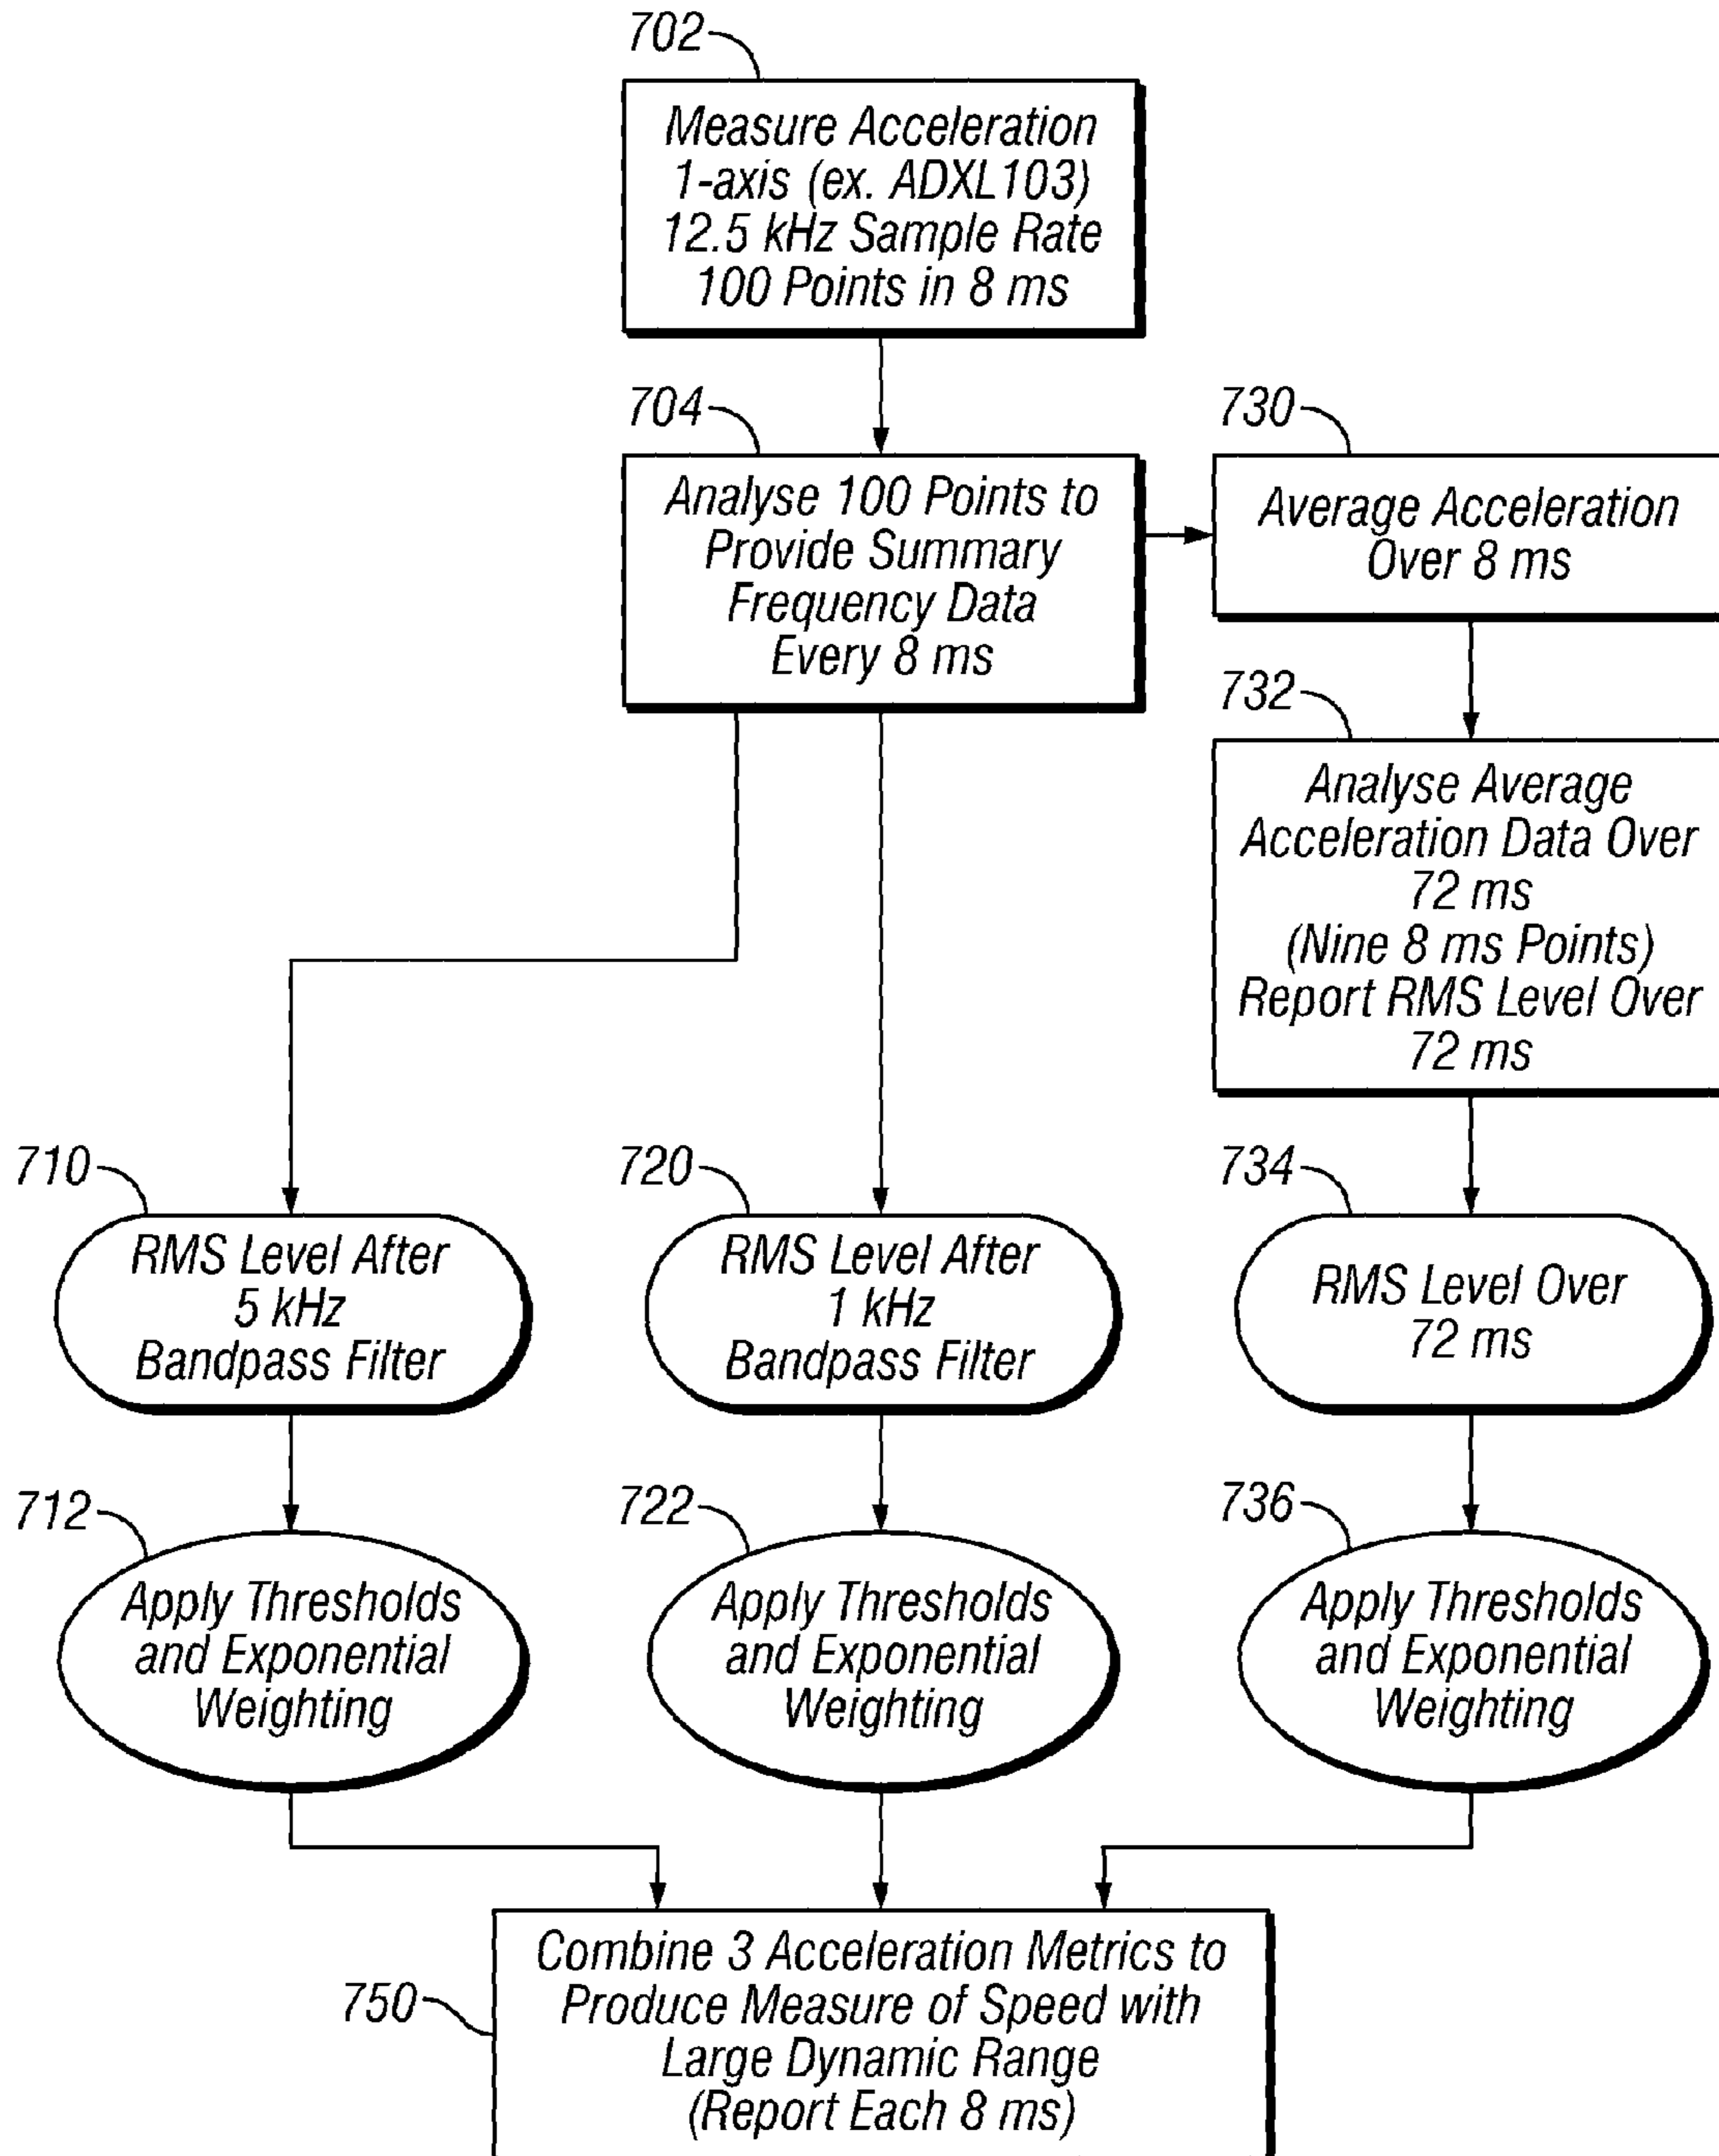 702
Measure Acceleration
1-axis (ex. ADXL103)
12.5 kHz Sample Rate
100 Points in 8 ms
704
Analyse 100 Points to
Provide Summary
Frequency Data
Every 8 ms
730
Average Acceleration
Over 8 ms
732
Analyse Average
Acceleration Data Over
72 ms
(Nine 8 ms Points)
Report RMS Level Over
72 ms
710
RMS Level After
5 kHz
Bandpass Filter
720
RMS Level After
1 kHz
Bandpass Filter
734
RMS Level Over
72 ms
712
Apply Thresholds
and Exponential
Weighting
722
Apply Thresholds
and Exponential
Weighting
736
Apply Thresholds
and Exponential
Weighting
750
Combine 3 Acceleration Metrics to
Produce Measure of Speed with
Large Dynamic Range
(Report Each 8 ms)